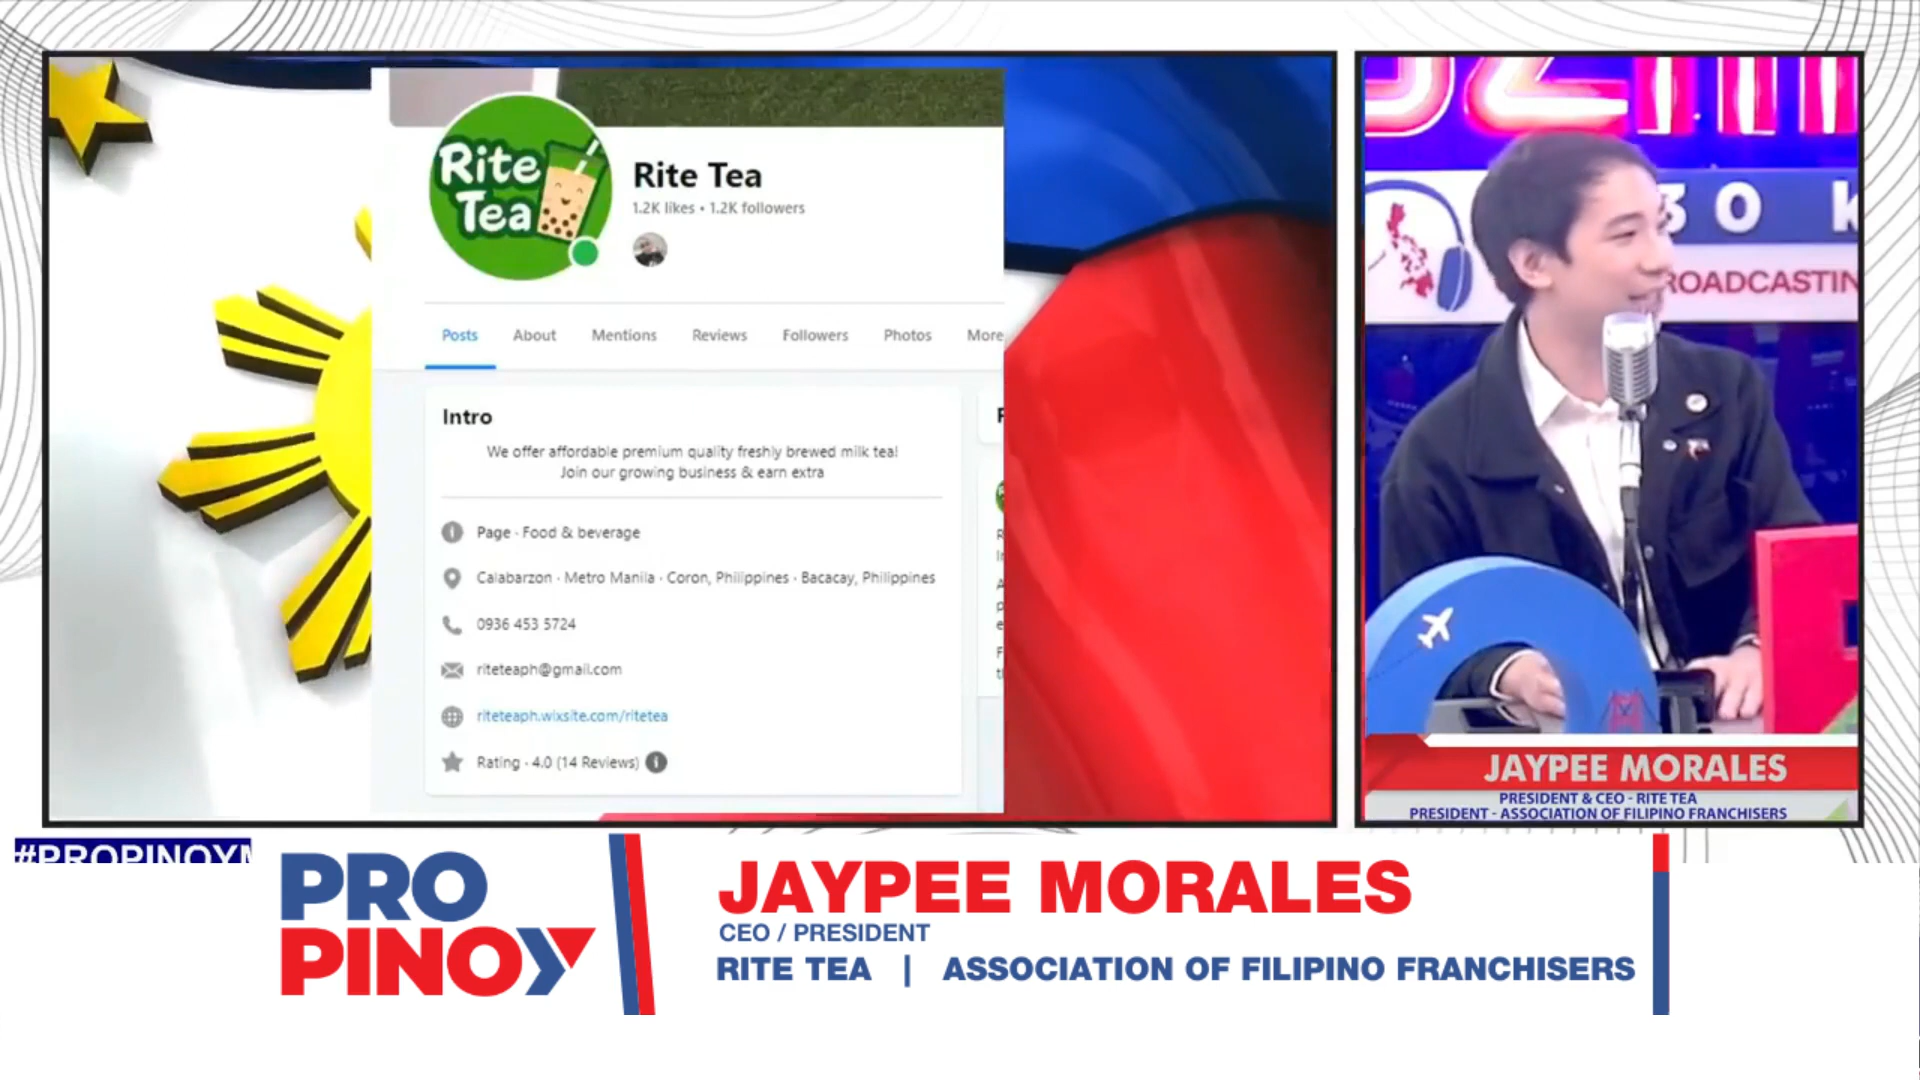 Rite
Tea
Rite Tea
1.2K likes • 1.2K followers
Posts About Mentions Reviews Followers Photos More
Intro
We offer affordable premium quality freshly brewed milk tea!
Join our growing business & earn extra
Page · Food & beverage
Calabarzon · Metro Manila · Coron, Philippines · Bacacay, Philippines
0936 453 5724
riteteaph@gmail.com
riteteaph.wixsite.com/ritetea
Rating · 4.0 (14 Reviews)
30 K
ROADCASTIN
JAYPEE MORALES
PRESIDENT & CEO - RITE TEA
PRESIDENT - ASSOCIATION OF FILIPINO FRANCHISERS
#PROPINOY
PRO
PINOY
JAYPEE MORALES
CEO / PRESIDENT
RITE TEA | ASSOCIATION OF FILIPINO FRANCHISERS